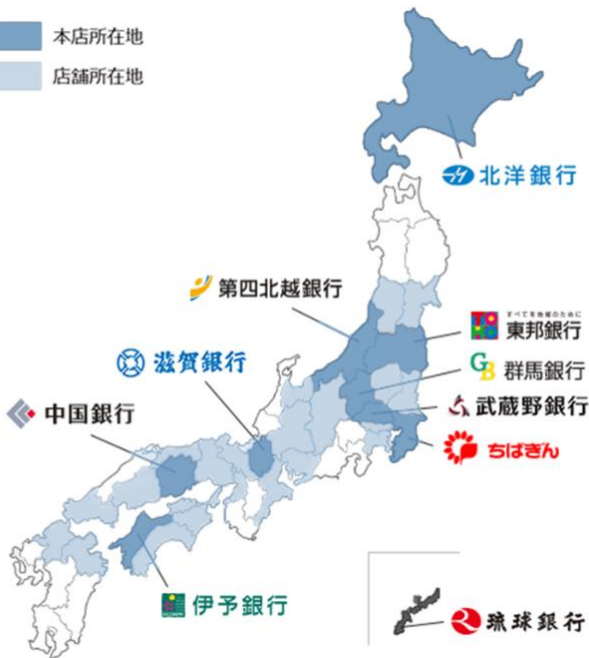 本店所在地
店舗所在地
北洋銀行
第四北越銀行
すべてを地域のために
TOHO
東邦銀行
滋賀銀行
GB 群馬銀行
中国銀行
武蔵野銀行
ちばぎん
伊予銀行
琉球銀行